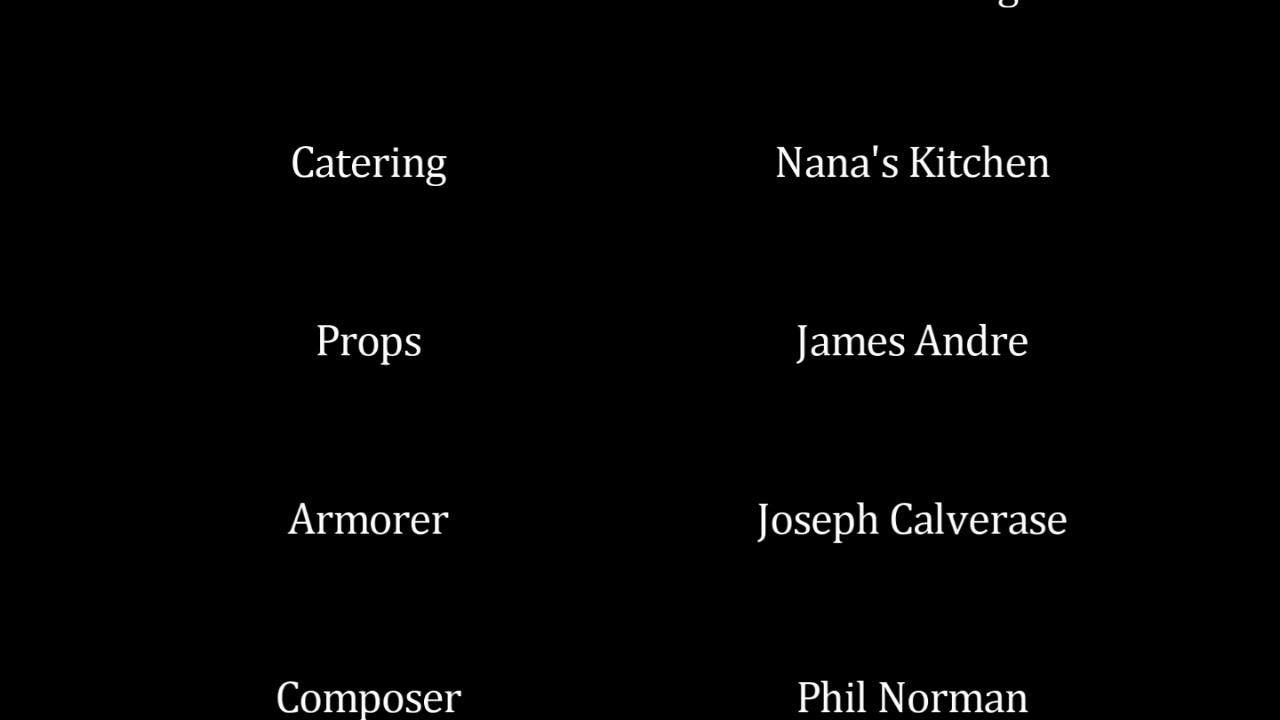 Catering Nana's Kitchen
Props James Andre
Armorer Joseph Calverase
Composer Phil Norman